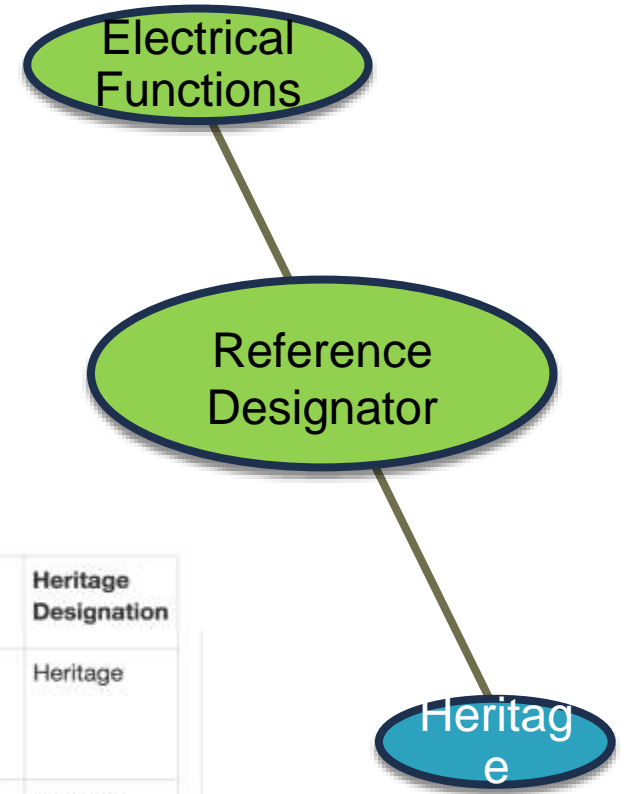 Electrical
Functions
Reference
Designator
Heritage
Designation
Heritage
Heritag
e